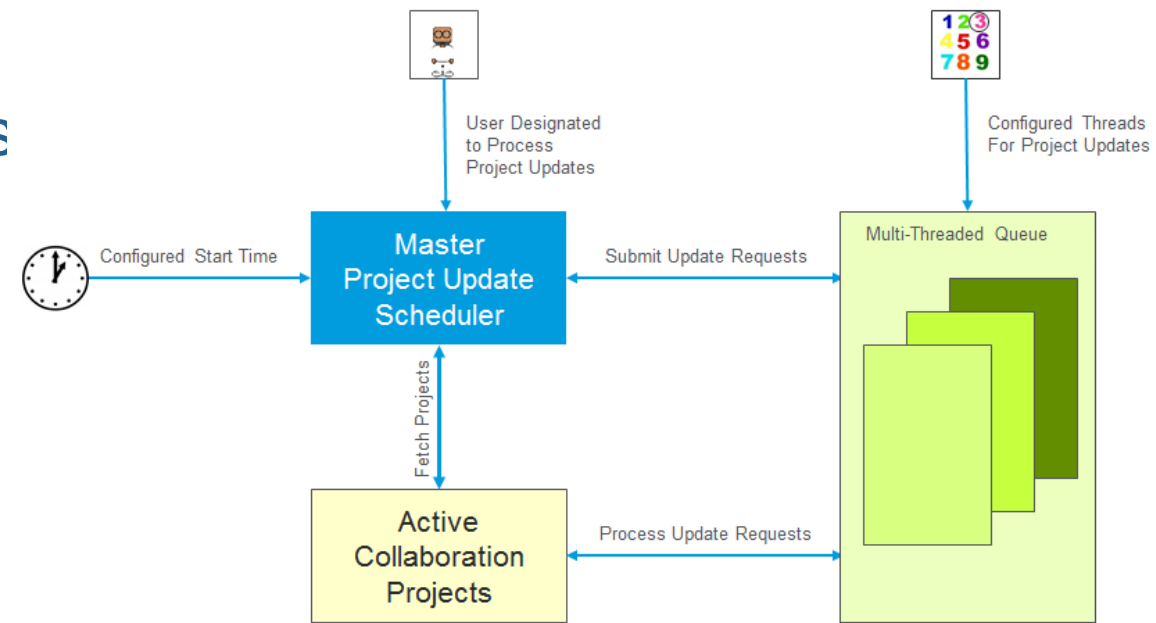 1 2 3
4 5 6
7 8 9
User Designated
to Process
Project Updates
Configured Threads
For Project Updates
s
Configured Start Time
Master
Project Update
Scheduler
Submit Update Requests
Multi-Threaded Queue
Fetch Projects
Active
Collaboration
Projects
Process Update Requests